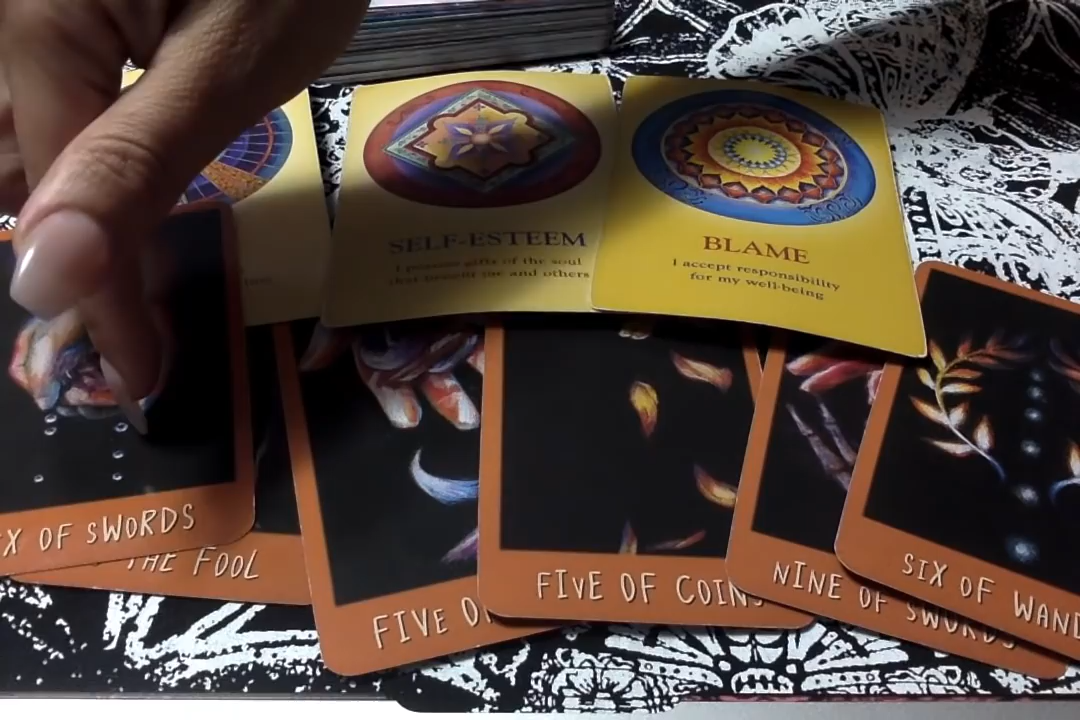 SELF-ESTEEM
I possess gifts of the soul
that benefit me and others
BLAME
I accept responsibility
for my well-being
X OF SWORDS
THE FOOL
FIVE O
FIVE OF COINS
NINE OF SWORDS
SIX OF WAND